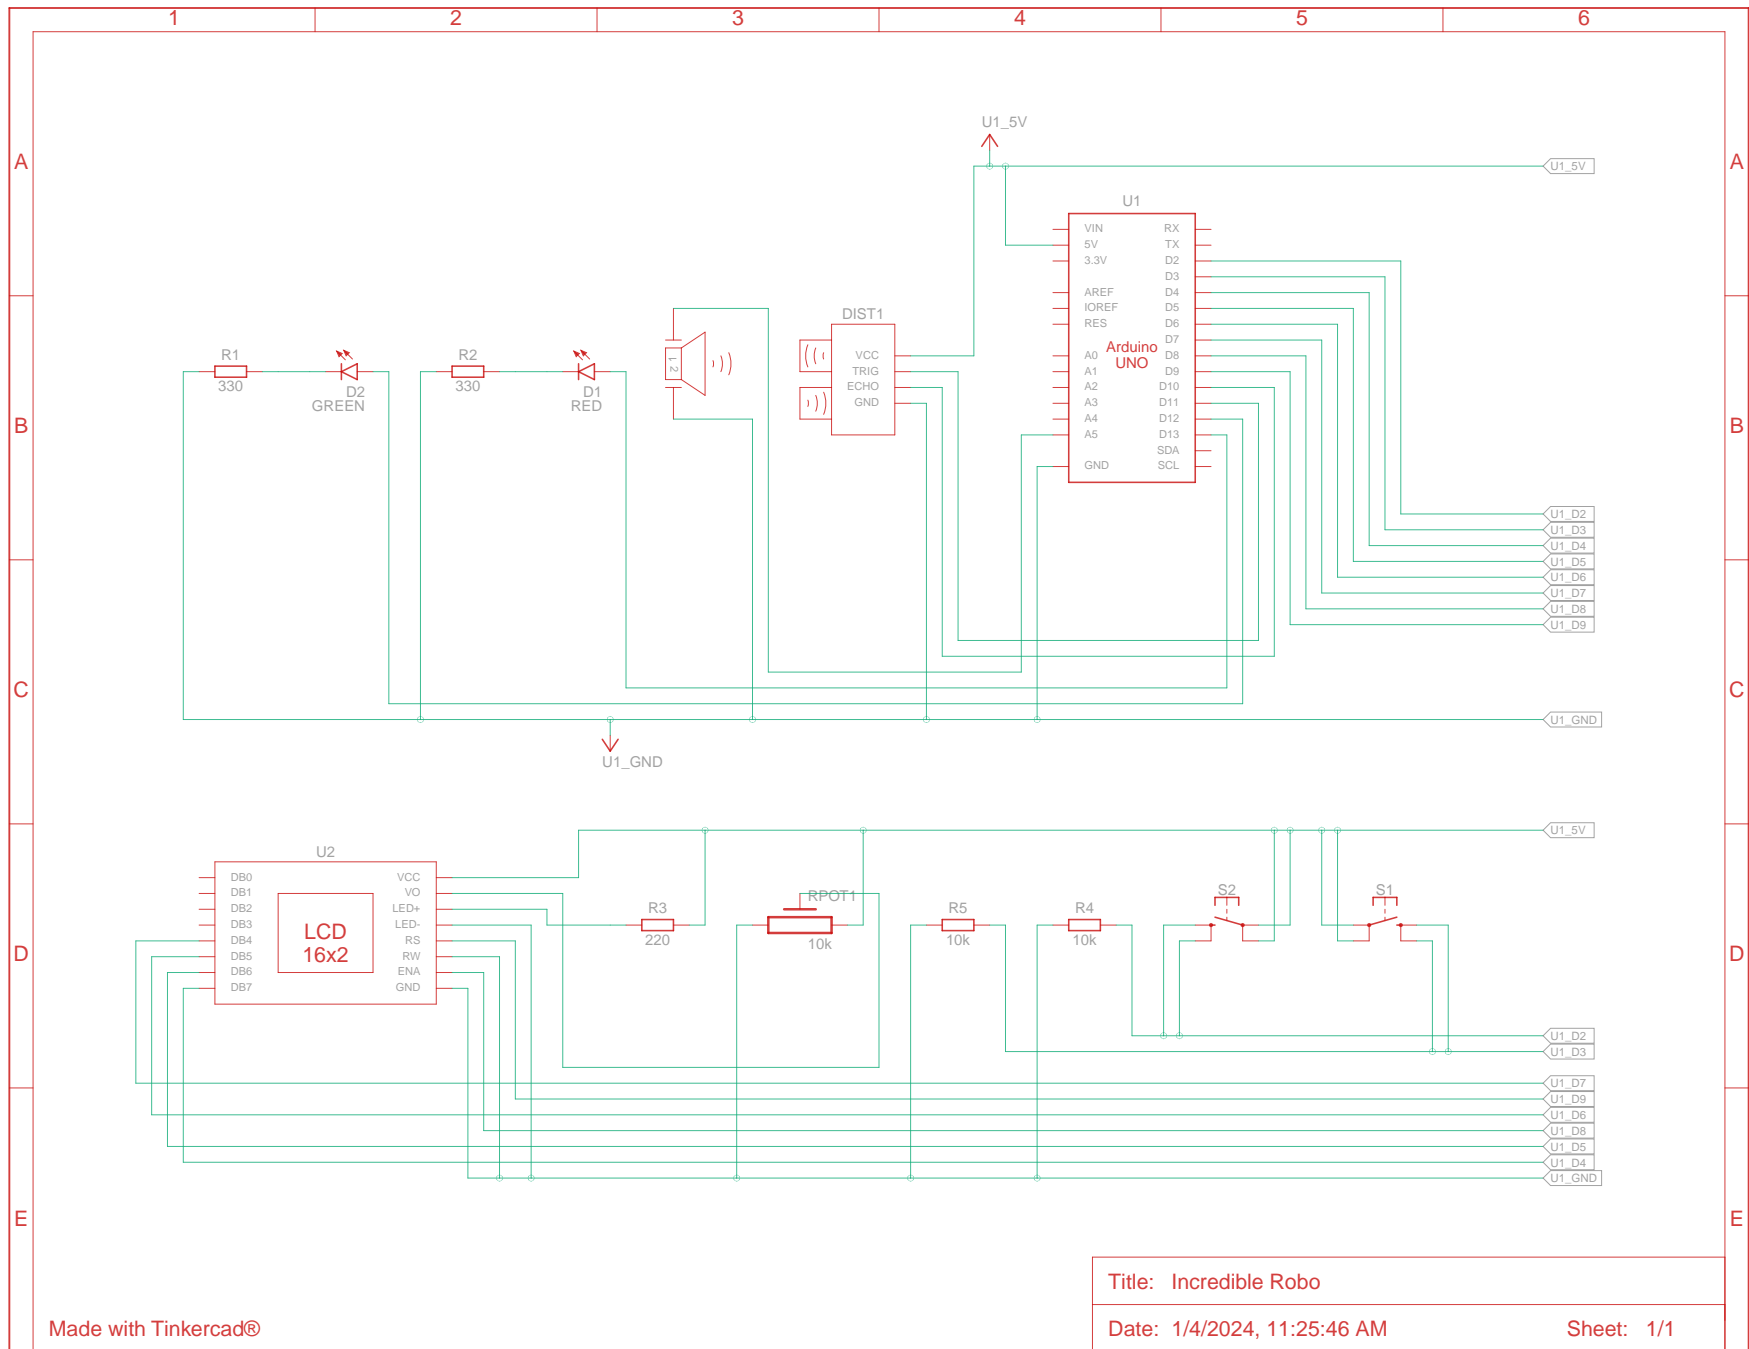 1 2 3 4 5 6
A A
U1_5V
U1_5V
U1
VIN RX
5V TX
3.3V D2
D3
AREF D4
IOREF D5
RES D6
D7
A0 D8
A1 D9
A2 D10
A3 D11
A4 D12
A5 D13
SDA
GND SCL
Arduino
UNO
DIST1
VCC
TRIG
ECHO
GND
1
2
R1
330
D2
GREEN
R2
330
D1
RED
B B
U1_D2
U1_D3
U1_D4
U1_D5
U1_D6
U1_D7
U1_D8
U1_D9
C C
U1_GND
U1_GND
U1_5V
U2
DB0 VCC
DB1 VO
DB2 LED+
DB3 LED-
DB4 RS
DB5 RW
DB6 ENA
DB7 GND
LCD
16x2
R3
220
RPOT1
10k
R5
10k
R4
10k
S2
S1
D D
U1_D2
U1_D3
U1_D7
U1_D9
U1_D6
U1_D8
U1_D5
U1_D4
U1_GND
E E
Title: Incredible Robo
Made with Tinkercad®
Date: 1/4/2024, 11:25:46 AM Sheet: 1/1